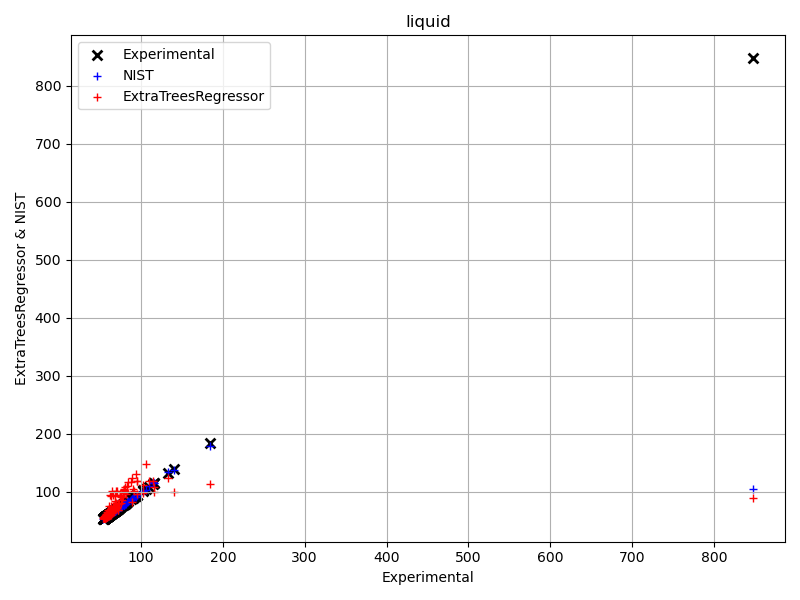 liquid
Experimental
NIST
ExtraTreesRegressor
800
700
600
500
400
300
200
100
ExtraTreesRegressor & NIST
100 200 300 400 500 600 700 800
Experimental